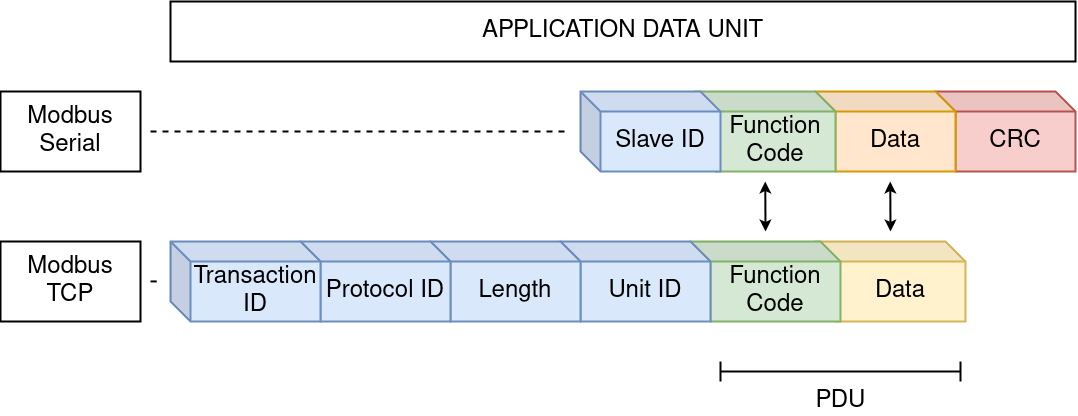 APPLICATION DATA UNIT
Modbus
Serial
Slave ID
Function
Code
Data
CRC
Modbus
TCP
Transaction
ID
Protocol ID
Length
Unit ID
Function
Code
Data
PDU